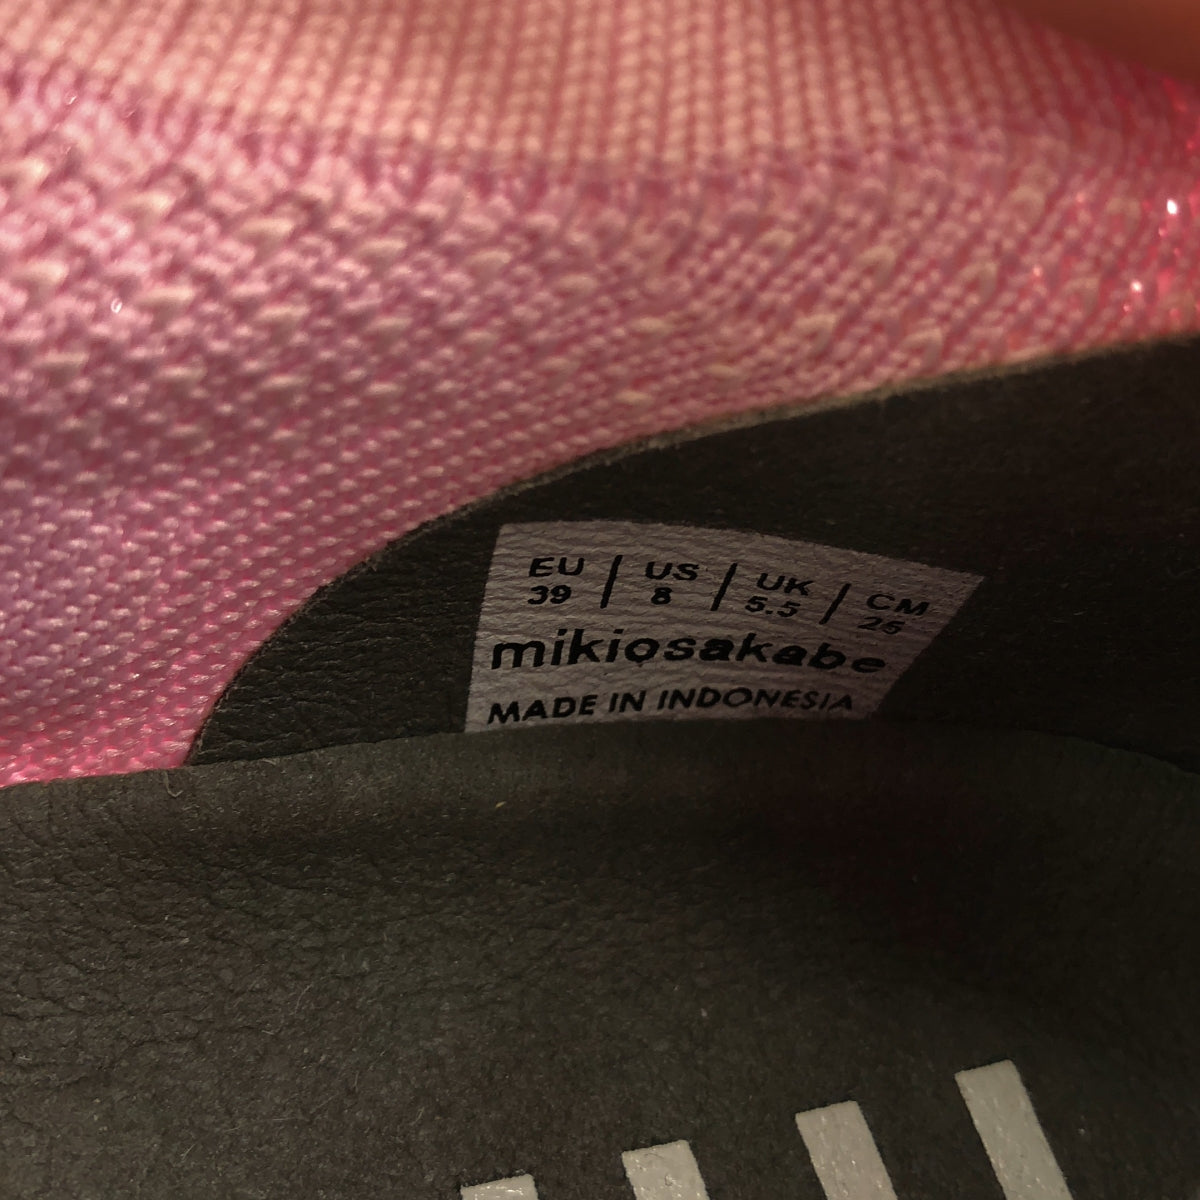 EU | US | UK | CM
39 | 8 | 5.5 | 25
mikiosakabe
MADE IN INDONESIA